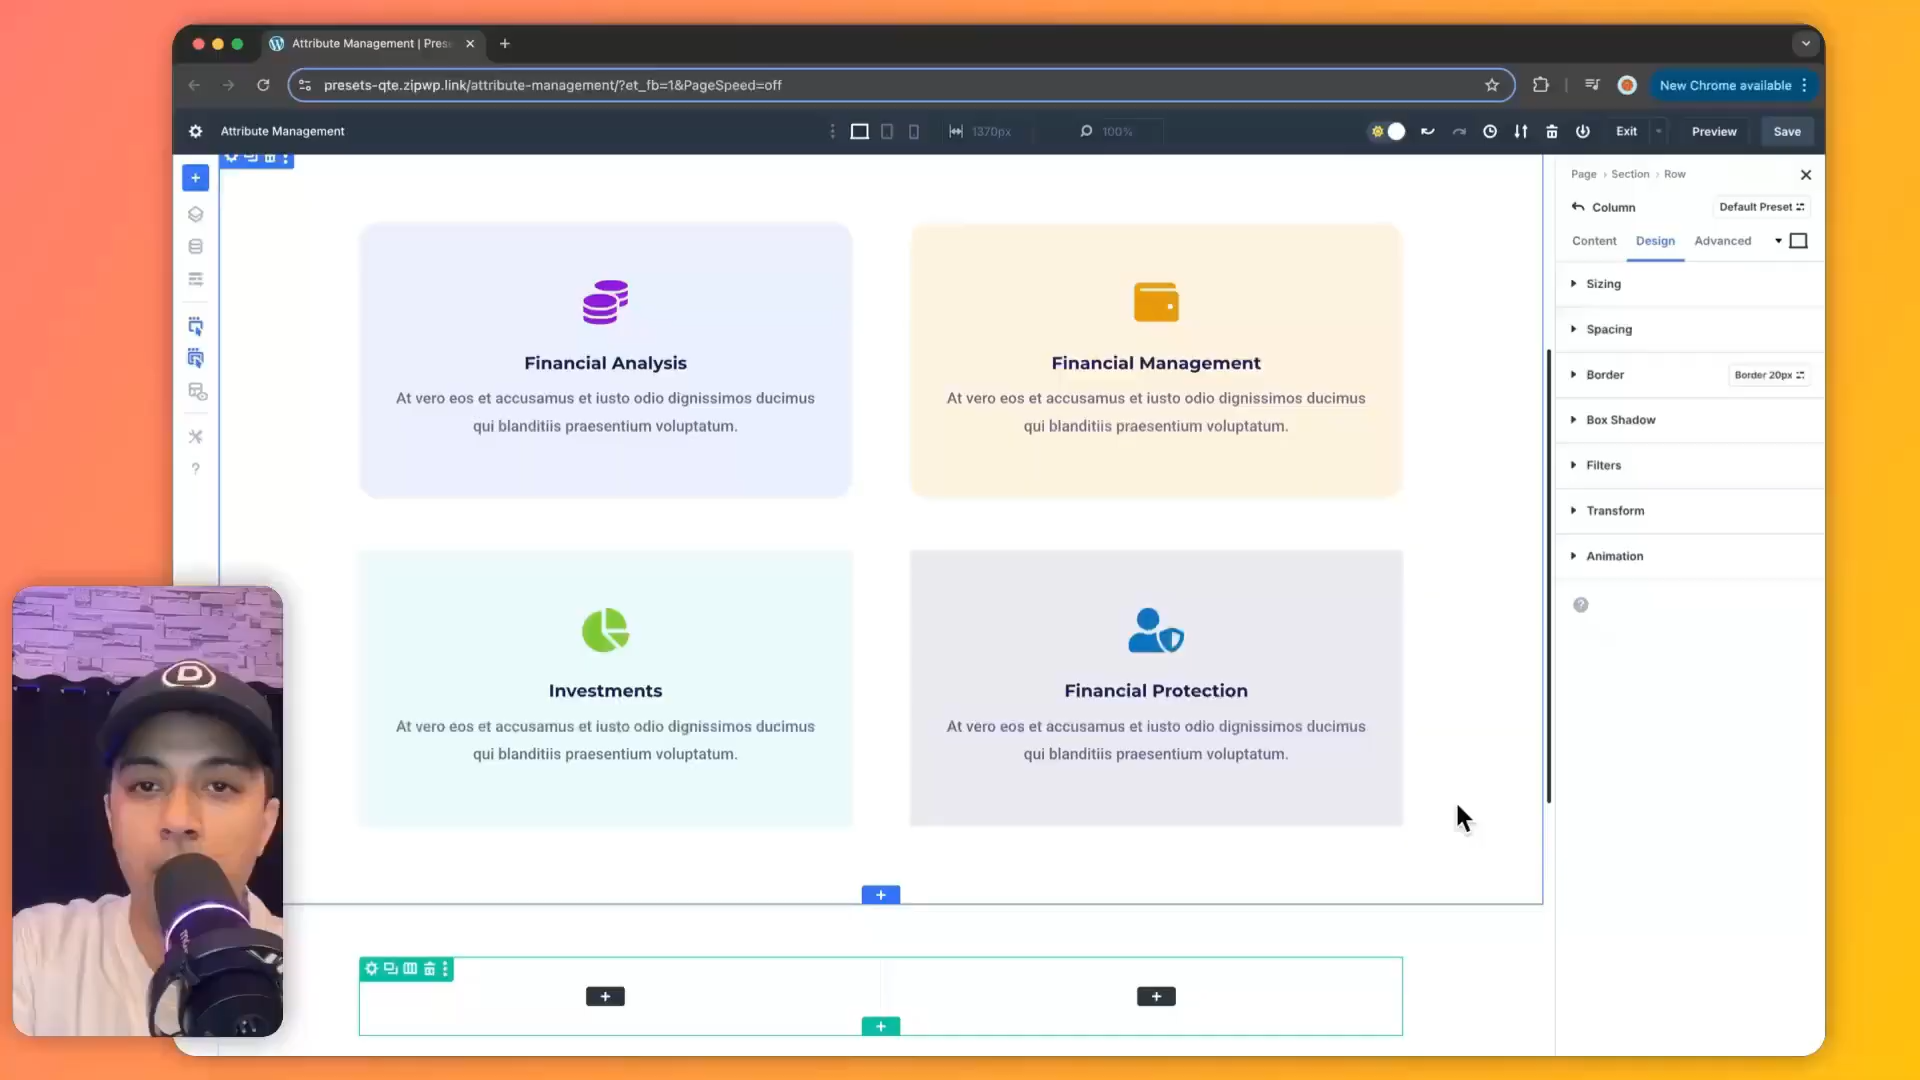 Attribute Management | Pres
presets-qte.zipwp.link/attribute-management/?et_fb=1&PageSpeed=off
New Chrome available
Attribute Management
1370px
100%
Exit
Preview
Save
Page › Section › Row
Column
Default Preset
Content
Design
Advanced
Sizing
Spacing
Border
Border 20px
Box Shadow
Filters
Transform
Animation
Financial Analysis
At vero eos et accusamus et iusto odio dignissimos ducimus
qui blanditiis praesentium voluptatum.
Financial Management
At vero eos et accusamus et iusto odio dignissimos ducimus
qui blanditiis praesentium voluptatum.
Investments
At vero eos et accusamus et iusto odio dignissimos ducimus
qui blanditiis praesentium voluptatum.
Financial Protection
At vero eos et accusamus et iusto odio dignissimos ducimus
qui blanditiis praesentium voluptatum.
D